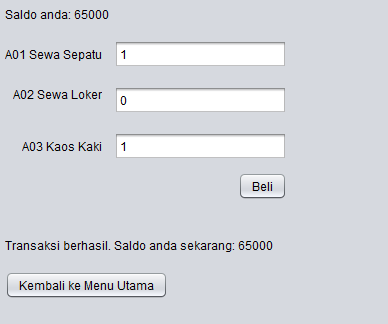 Saldo anda: 65000
A01 Sewa Sepatu 1
A02 Sewa Loker 0
A03 Kaos Kaki 1
Beli
Transaksi berhasil. Saldo anda sekarang: 65000
Kembali ke Menu Utama